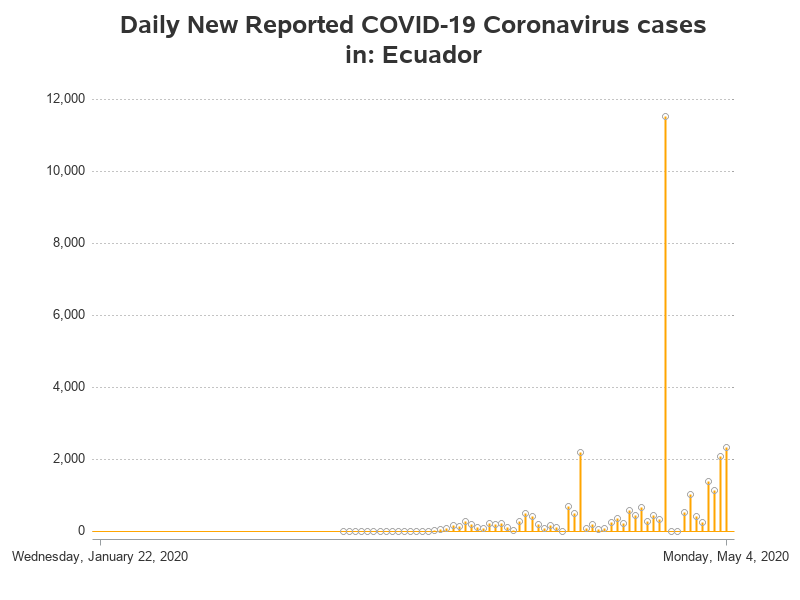 Daily New Reported COVID-19 Coronavirus cases
in: Ecuador
12,000
10,000
8,000
6,000
4,000
2,000
0
Wednesday, January 22, 2020
Monday, May 4, 2020